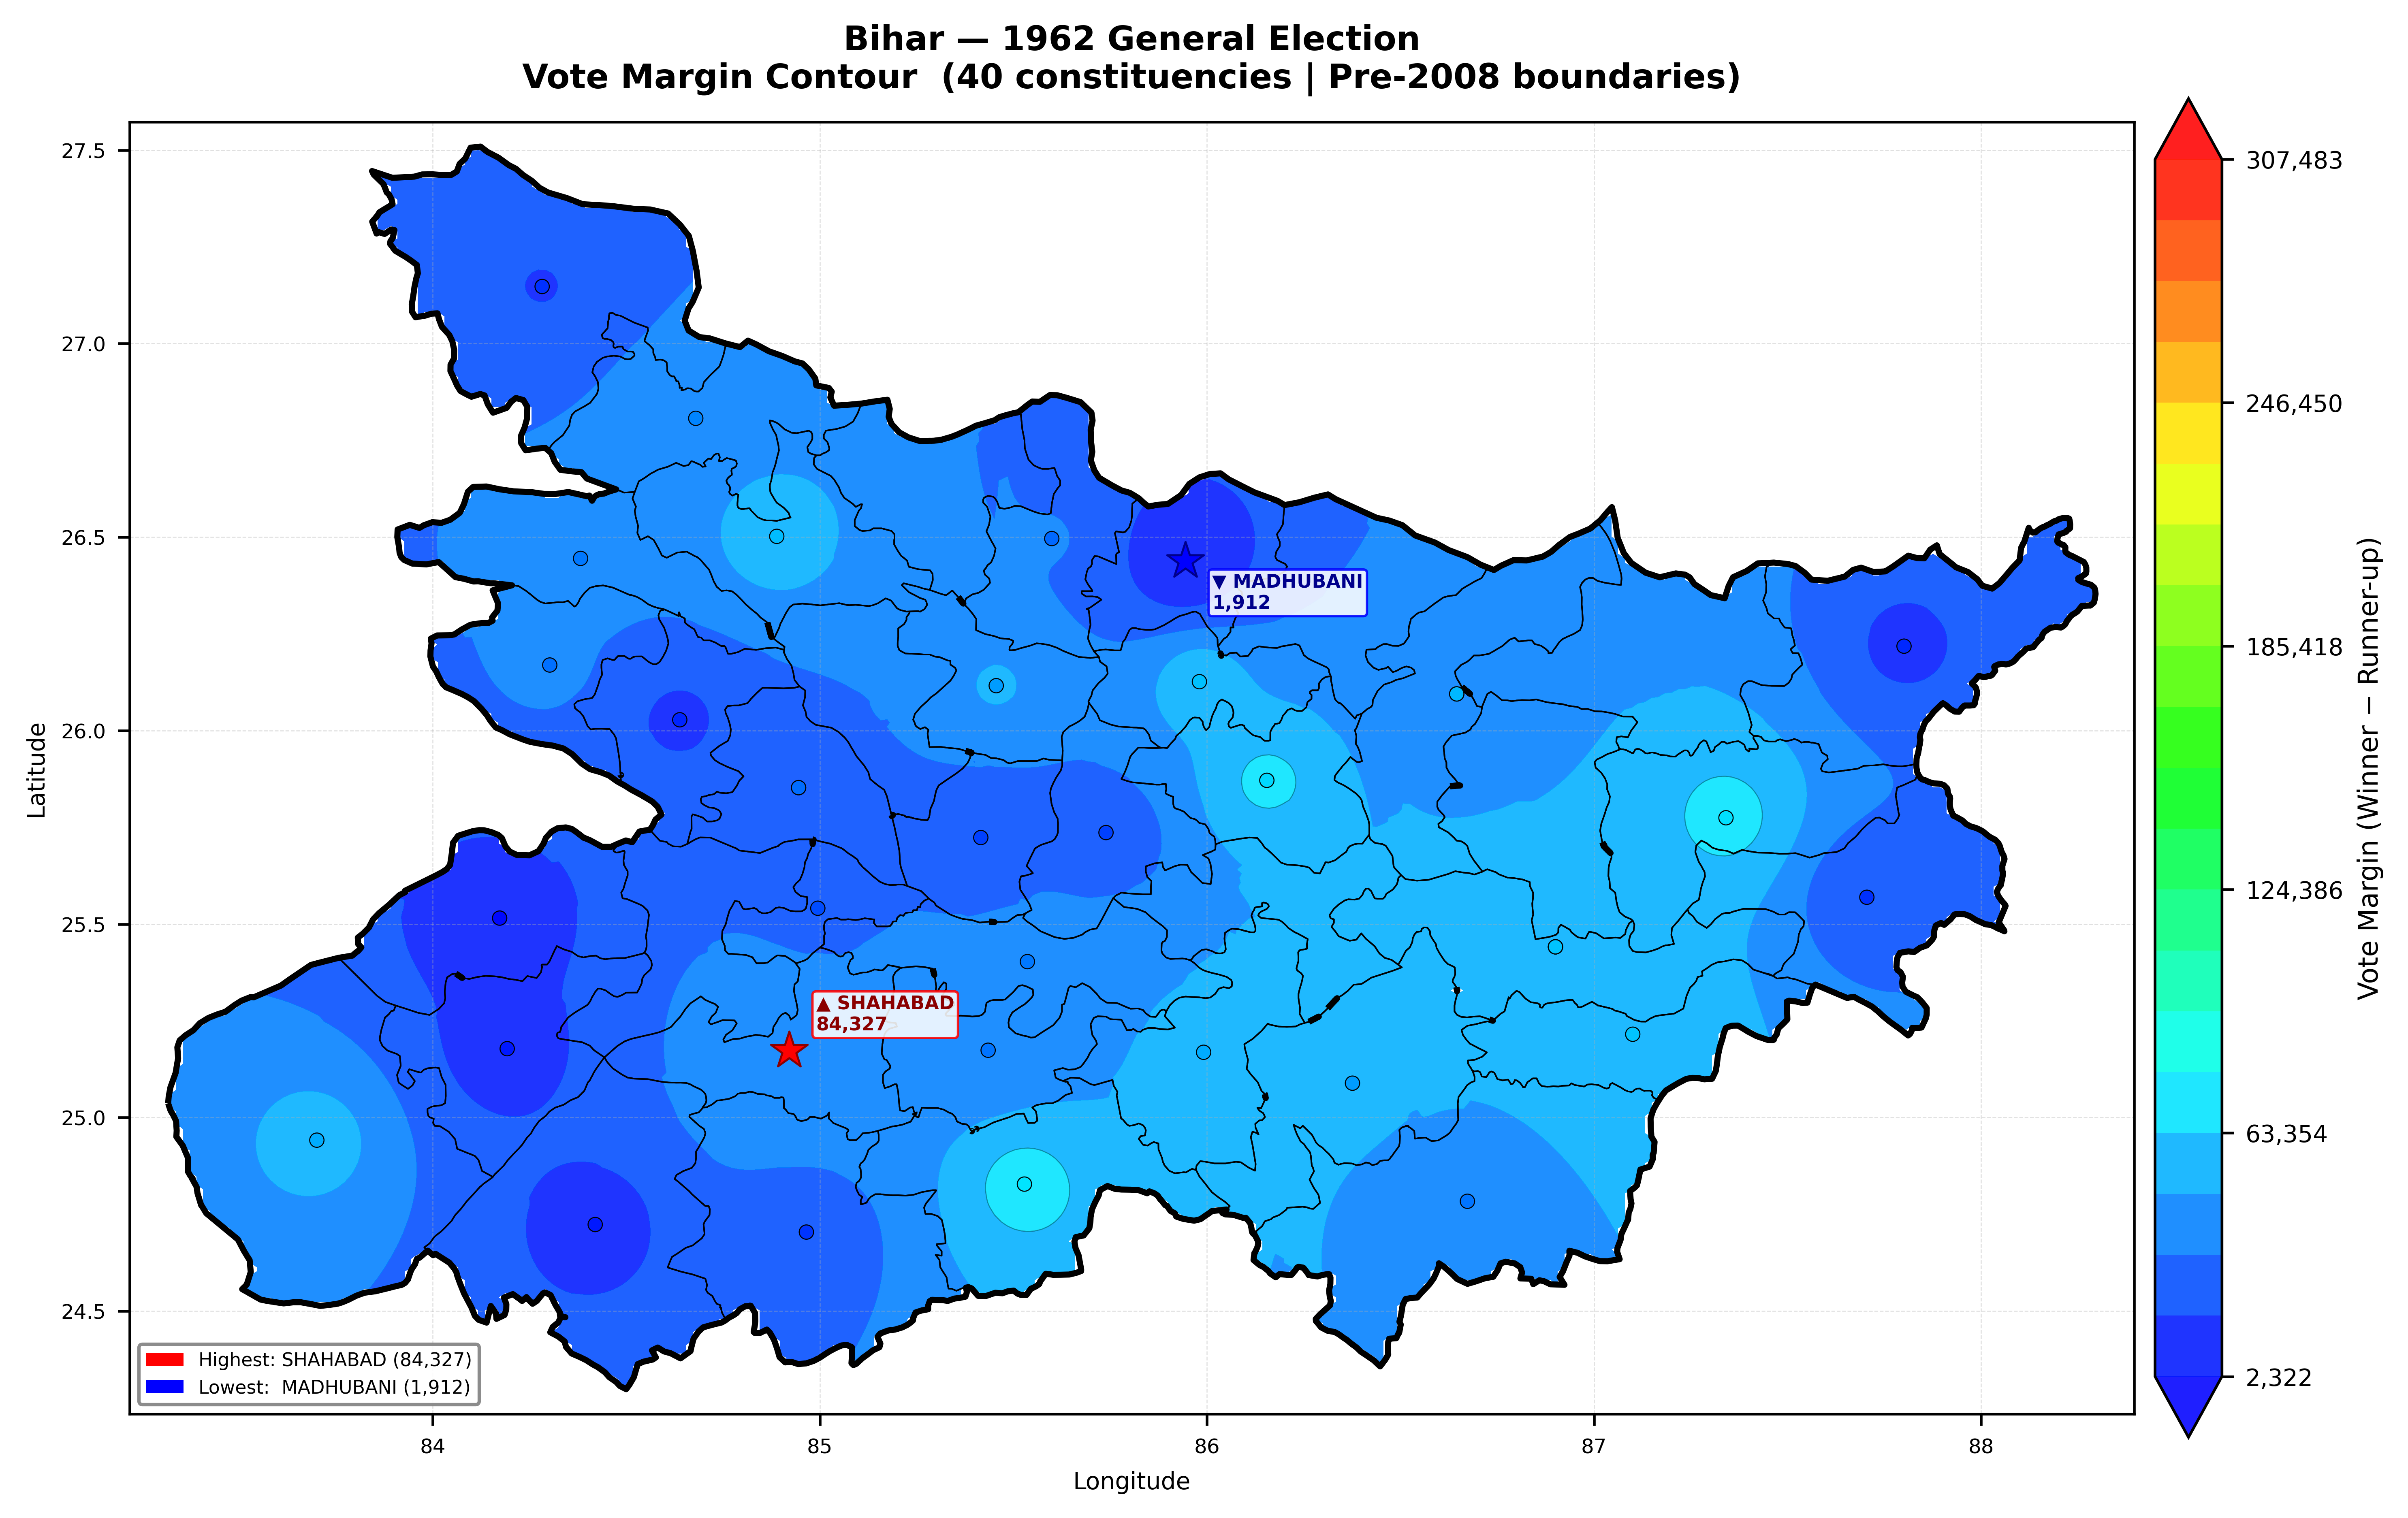 Bihar — 1962 General Election
Vote Margin Contour (40 constituencies | Pre-2008 boundaries)
27.5
27.0
26.5
26.0
25.5
25.0
24.5
Latitude
▼ MADHUBANI
1,912
▲ SHAHABAD
84,327
Highest: SHAHABAD (84,327)
Lowest: MADHUBANI (1,912)
84
85
86
87
88
Longitude
307,483
246,450
185,418
124,386
63,354
2,322
Vote Margin (Winner − Runner-up)